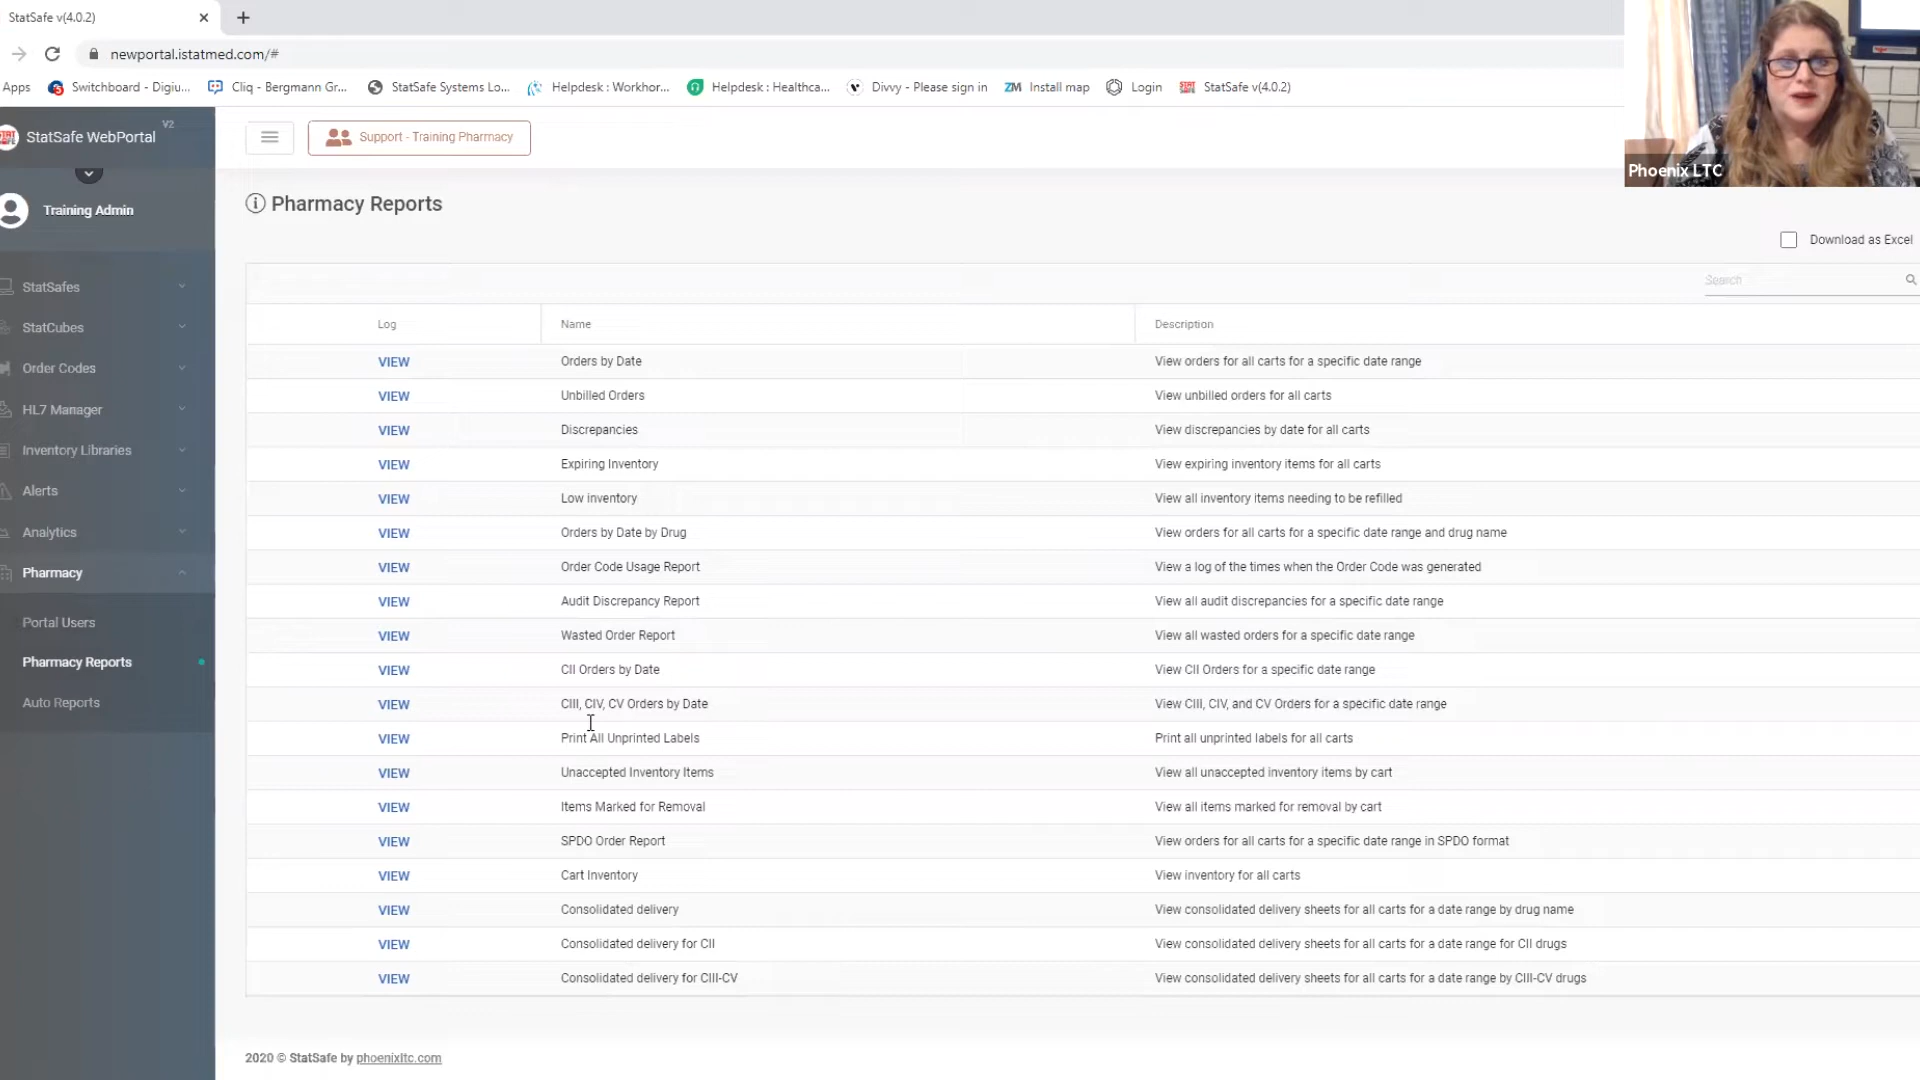 StatSafe v(4.0.2)
newportal.istatmed.com/#
Apps Switchboard - Digiu... Cliq - Bergmann Gr... StatSafe Systems Lo... Helpdesk : Workhor... Helpdesk : Healthca... Divvy - Please sign in ZM Install map Login StatSafe v(4.0.2)
StatSafe WebPortal V2
Support - Training Pharmacy
Phoenix LTC
Training Admin
Pharmacy Reports
Download as Excel
Search
StatSafes
StatCubes
Order Codes
HL7 Manager
Inventory Libraries
Alerts
Analytics
Pharmacy
Portal Users
Pharmacy Reports
Auto Reports
Log Name Description
VIEW Orders by Date View orders for all carts for a specific date range
VIEW Unbilled Orders View unbilled orders for all carts
VIEW Discrepancies View discrepancies by date for all carts
VIEW Expiring Inventory View expiring inventory items for all carts
VIEW Low inventory View all inventory items needing to be refilled
VIEW Orders by Date by Drug View orders for all carts for a specific date range and drug name
VIEW Order Code Usage Report View a log of the times when the Order Code was generated
VIEW Audit Discrepancy Report View all audit discrepancies for a specific date range
VIEW Wasted Order Report View all wasted orders for a specific date range
VIEW CII Orders by Date View CII Orders for a specific date range
VIEW CIII, CIV, CV Orders by Date View CIII, CIV, and CV Orders for a specific date range
VIEW Print All Unprinted Labels Print all unprinted labels for all carts
VIEW Unaccepted Inventory Items View all unaccepted inventory items by cart
VIEW Items Marked for Removal View all items marked for removal by cart
VIEW SPDO Order Report View orders for all carts for a specific date range in SPDO format
VIEW Cart Inventory View inventory for all carts
VIEW Consolidated delivery View consolidated delivery sheets for all carts for a date range by drug name
VIEW Consolidated delivery for CII View consolidated delivery sheets for all carts for a date range for CII drugs
VIEW Consolidated delivery for CIII-CV View consolidated delivery sheets for all carts for a date range by CIII-CV drugs
2020 © StatSafe by phoenixltc.com